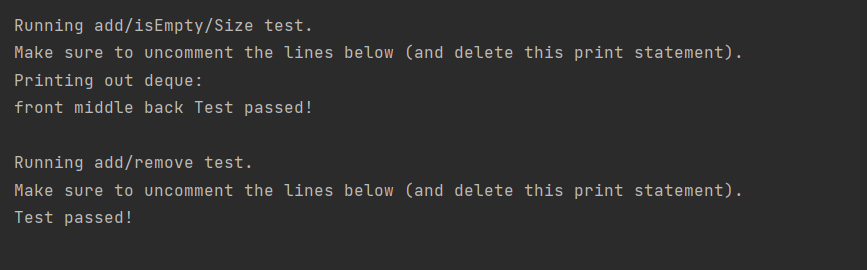 Running add/isEmpty/Size test.
Make sure to uncomment the lines below (and delete this print statement).
Printing out deque:
front middle back Test passed!
Running add/remove test.
Make sure to uncomment the lines below (and delete this print statement).
Test passed!